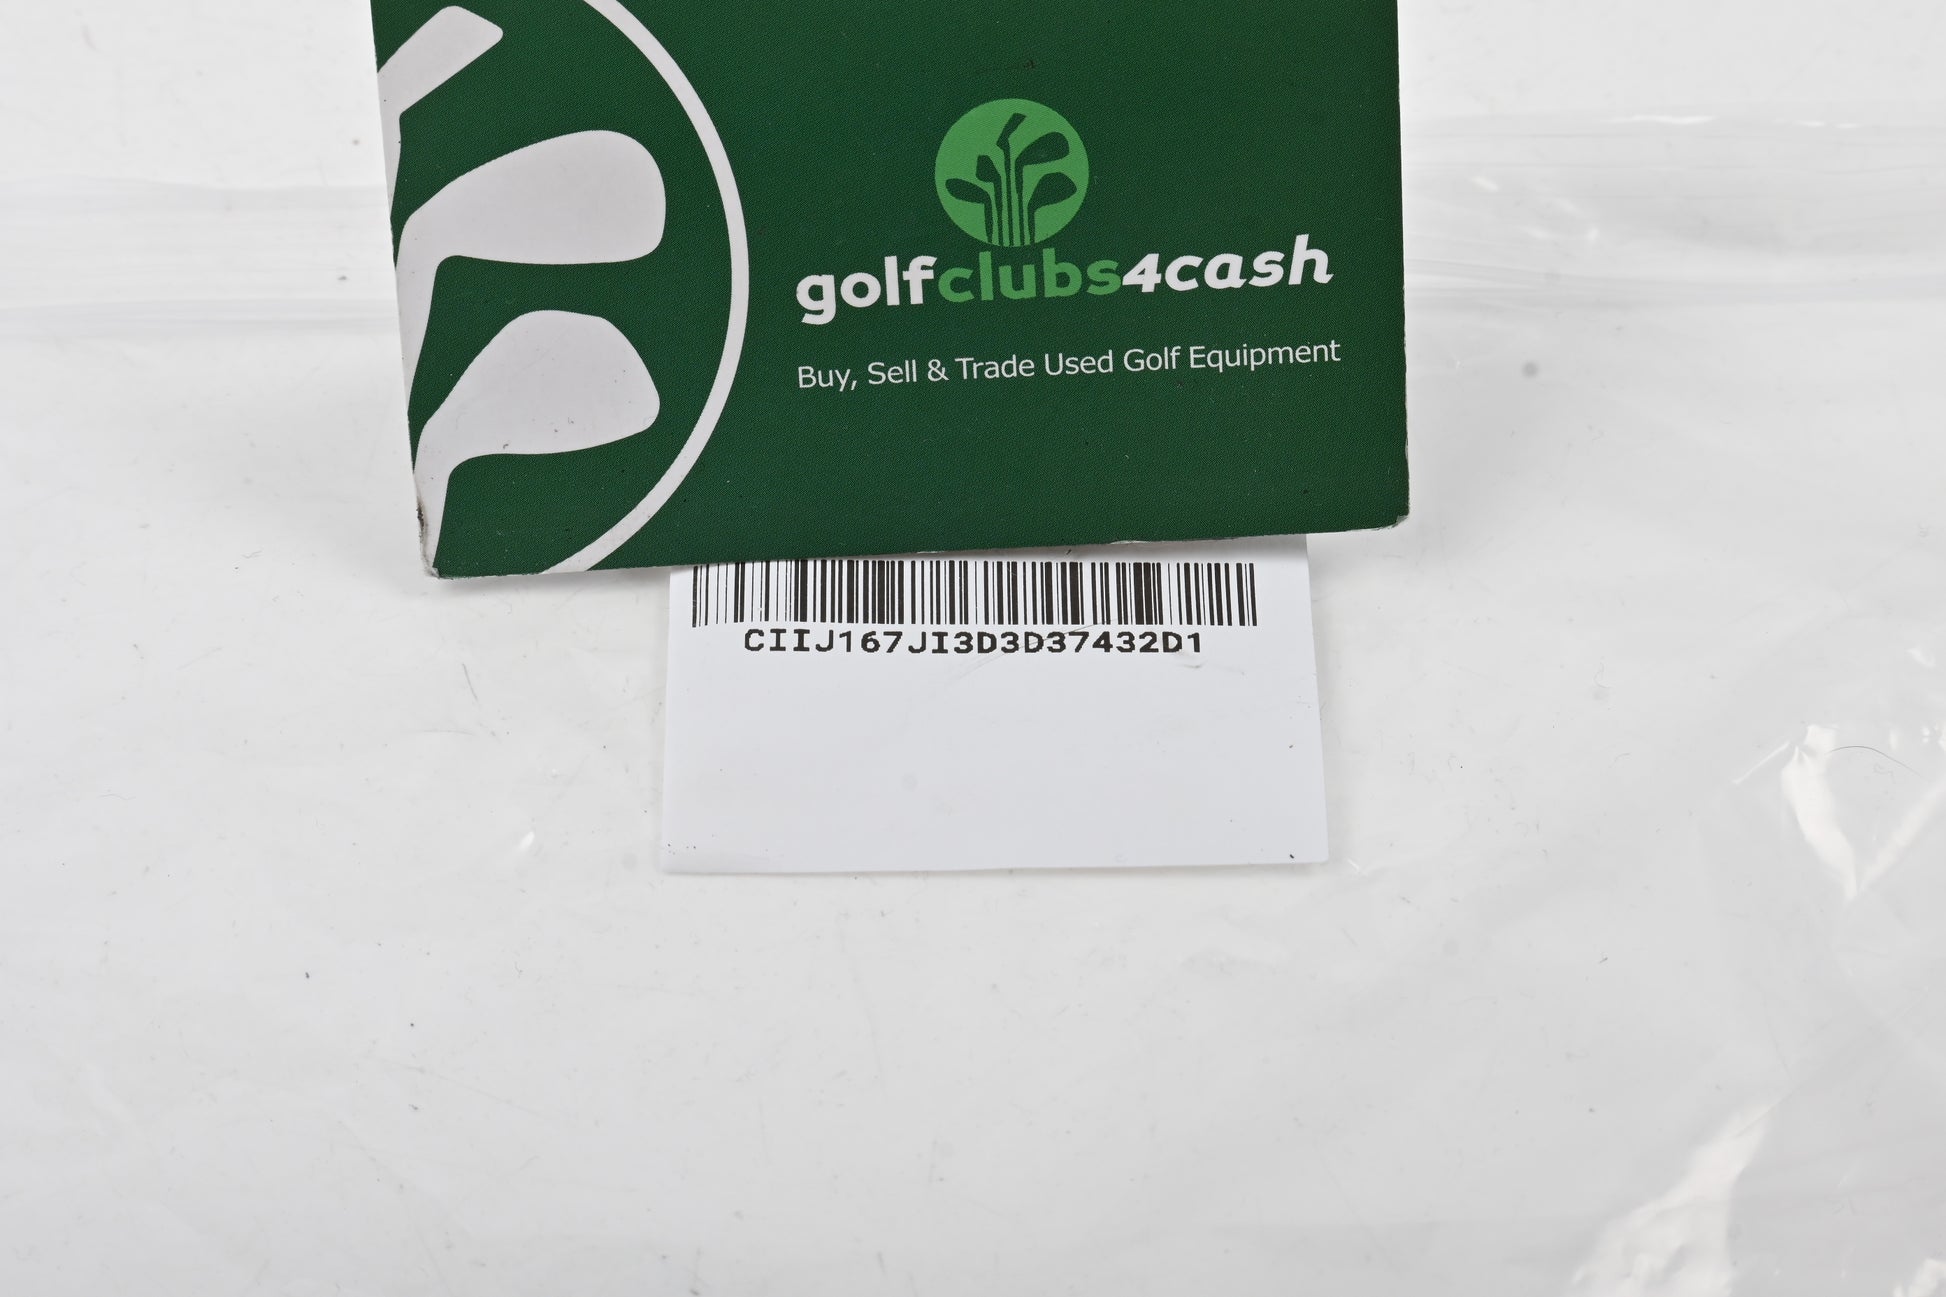 golfclubs4cash
Buy, Sell & Trade Used Golf Equipment
CIIJ167JI3D3D37432D1